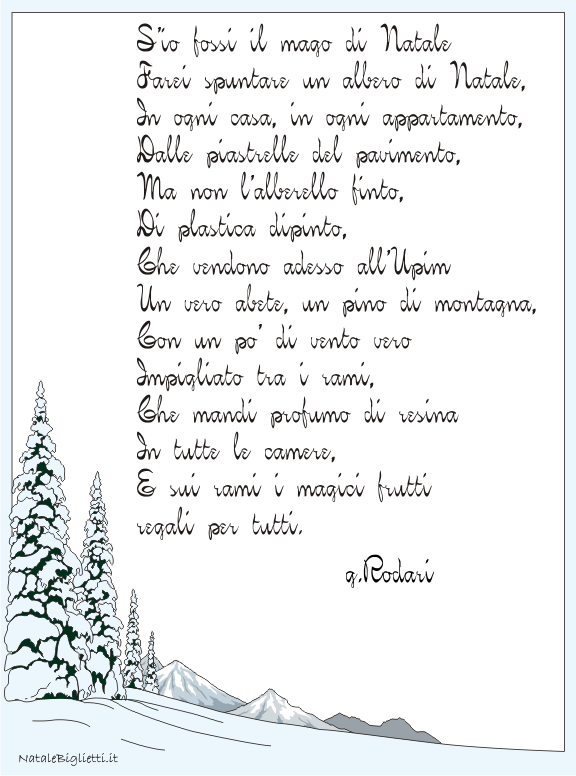 S'io fossi il mago di Natale
Farei spuntare un albero di Natale,
In ogni casa, in ogni appartamento,
Dalle piastrelle del pavimento,
Ma non l'alberello finto,
Di plastica dipinto,
Che vendono adesso all'Upim
Un vero abete, un pino di montagna,
Con un po' di vento vero
Impigliato tra i rami,
Che mandi profumo di resina
In tutte le camere,
E sui rami i magici frutti
regali per tutti.
g.Rodari
NataleBiglietti.it